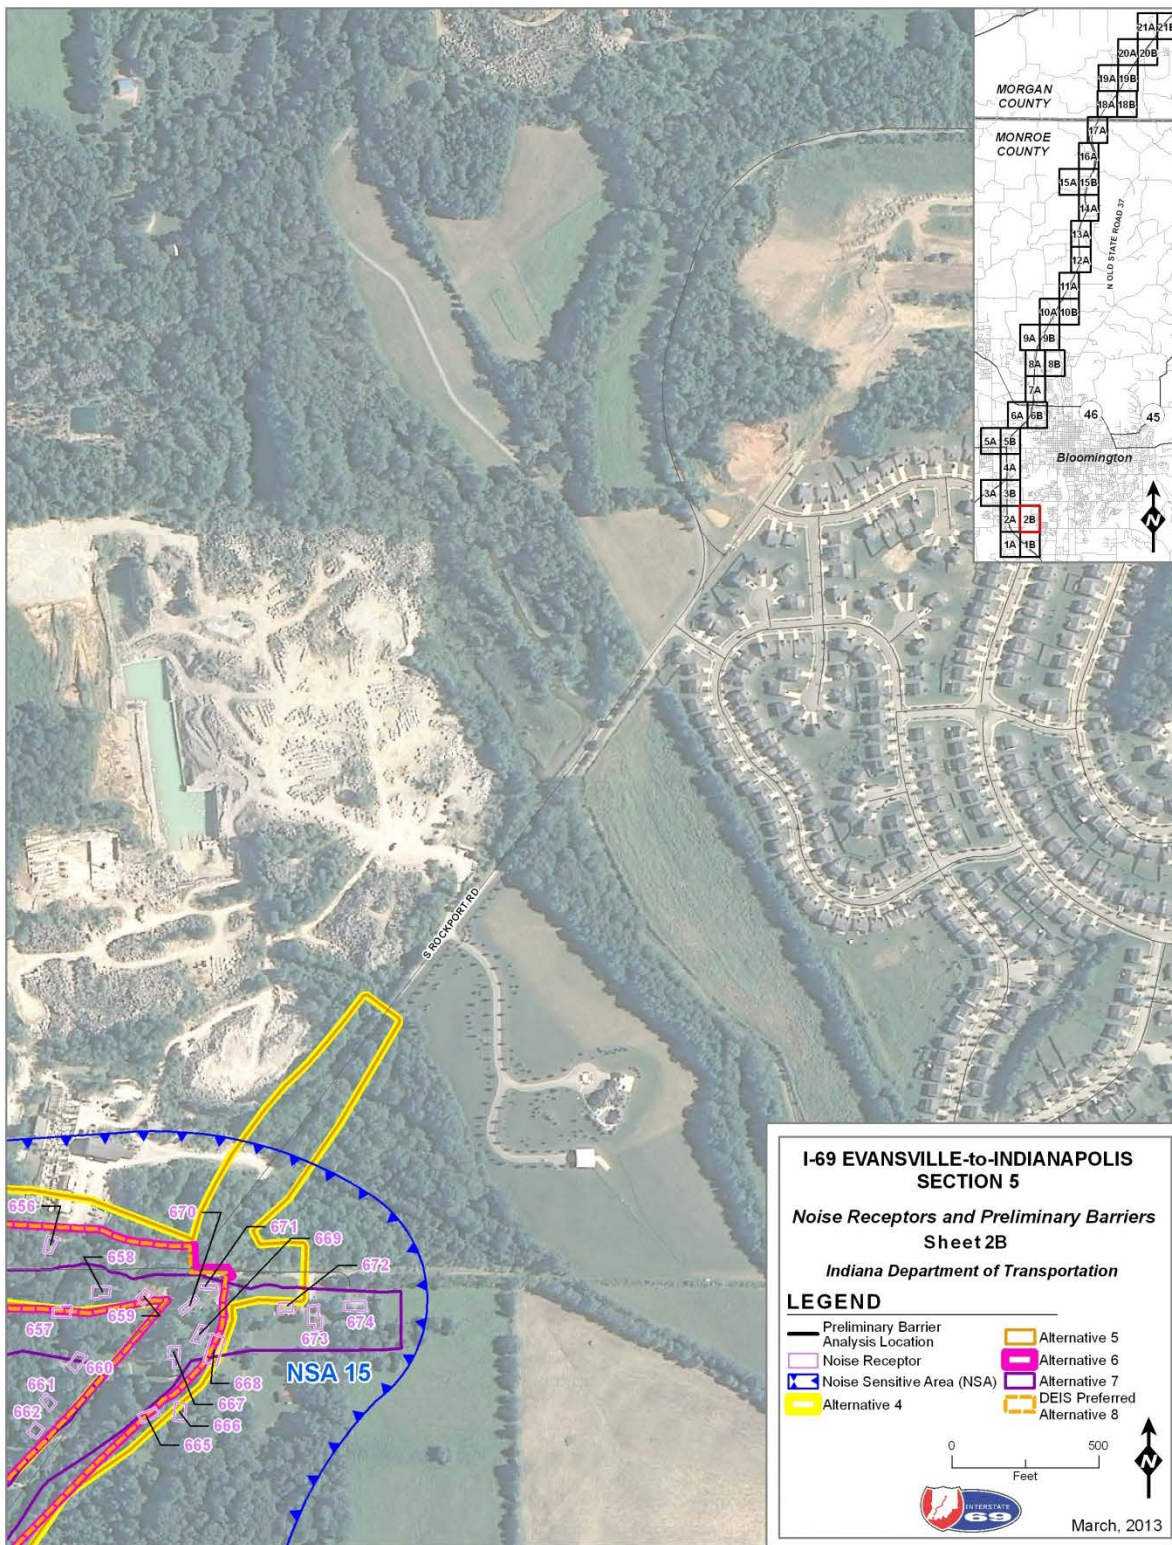 21A 21B
20A 20B
19A 19B
MORGAN
COUNTY
18A 18B
17A
MONROE
COUNTY
16A
15A 15B
14A
N OLD STATE ROAD 37
13A
12A
11A
10A 10B
9A 9B
8A 8B
7A
6A 6B
46
45
5A 5B
Bloomington
4A
3A 3B
2A 2B
1A 1B
N
S ROCKPORT RD
656
670
671
669
658
672
659
657
673
674
660
NSA 15
668
661
667
662
666
665
I-69 EVANSVILLE-to-INDIANAPOLIS
SECTION 5
Noise Receptors and Preliminary Barriers
Sheet 2B
Indiana Department of Transportation
LEGEND
Preliminary Barrier
Analysis Location
Noise Receptor
Noise Sensitive Area (NSA)
Alternative 4
Alternative 5
Alternative 6
Alternative 7
DEIS Preferred
Alternative 8
0 500
Feet
N
INTERSTATE
69
March, 2013